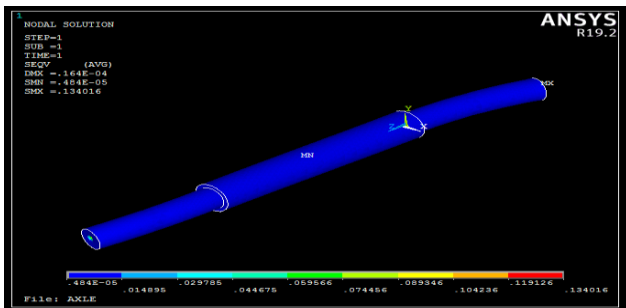 1
NODAL SOLUTION
ANSYS
R19.2
STEP=1
SUB =1
TIME=1
SEQV (AVG)
DMX =.164E-04
SMN =.484E-05
SMX =.134016
MX
Y
Z X
MN
.484E-05 .029785 .059566 .089346 .119126
.014895 .044675 .074456 .104236 .134016
File: AXLE